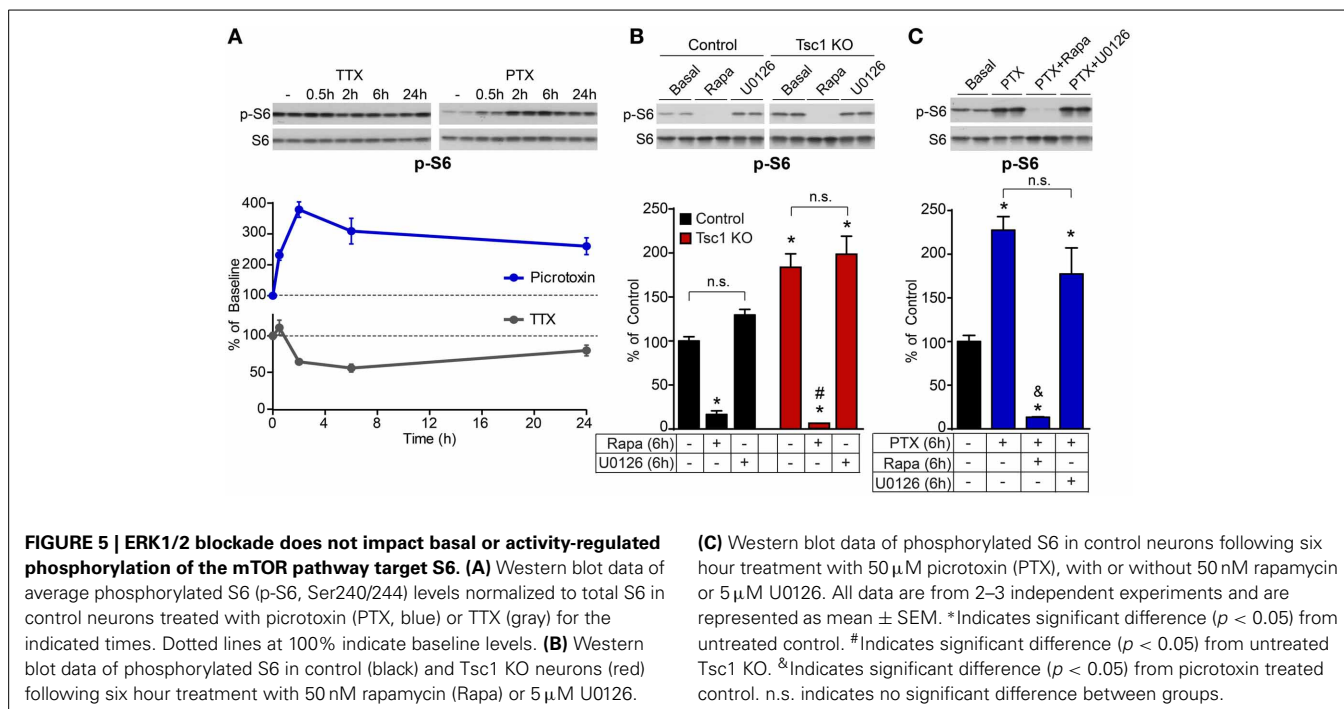 A
TTX PTX
- 0.5h 2h 6h 24h - 0.5h 2h 6h 24h
p-S6
S6
p-S6
% of Baseline
400
300
200
100
Picrotoxin
100
50
0
TTX
0 4 8 12 16 20 24
Time (h)
B
Control Tsc1 KO
Basal Rapa U0126 Basal Rapa U0126
p-S6
S6
p-S6
% of Control
250
200
150
100
50
0
Control
Tsc1 KO
n.s.
n.s.
*
*
#
*
*
Rapa (6h) - + - - + -
U0126 (6h) - - + - - +
C
Basal PTX PTX+Rapa PTX+U0126
p-S6
S6
p-S6
% of Control
250
200
150
100
50
0
n.s.
*
&
*
*
PTX (6h) - + + +
Rapa (6h) - - + -
U0126 (6h) - - - +
FIGURE 5 | ERK1/2 blockade does not impact basal or activity-regulated
phosphorylation of the mTOR pathway target S6. (A) Western blot data of
average phosphorylated S6 (p-S6, Ser240/244) levels normalized to total S6 in
control neurons treated with picrotoxin (PTX, blue) or TTX (gray) for the
indicated times. Dotted lines at 100% indicate baseline levels. (B) Western
blot data of phosphorylated S6 in control (black) and Tsc1 KO neurons (red)
following six hour treatment with 50 nM rapamycin (Rapa) or 5 μM U0126.
(C) Western blot data of phosphorylated S6 in control neurons following six
hour treatment with 50 μM picrotoxin (PTX), with or without 50 nM rapamycin
or 5 μM U0126. All data are from 2–3 independent experiments and are
represented as mean ± SEM. *Indicates significant difference (p < 0.05) from
untreated control. #Indicates significant difference (p < 0.05) from untreated
Tsc1 KO. &Indicates significant difference (p < 0.05) from picrotoxin treated
control. n.s. indicates no significant difference between groups.